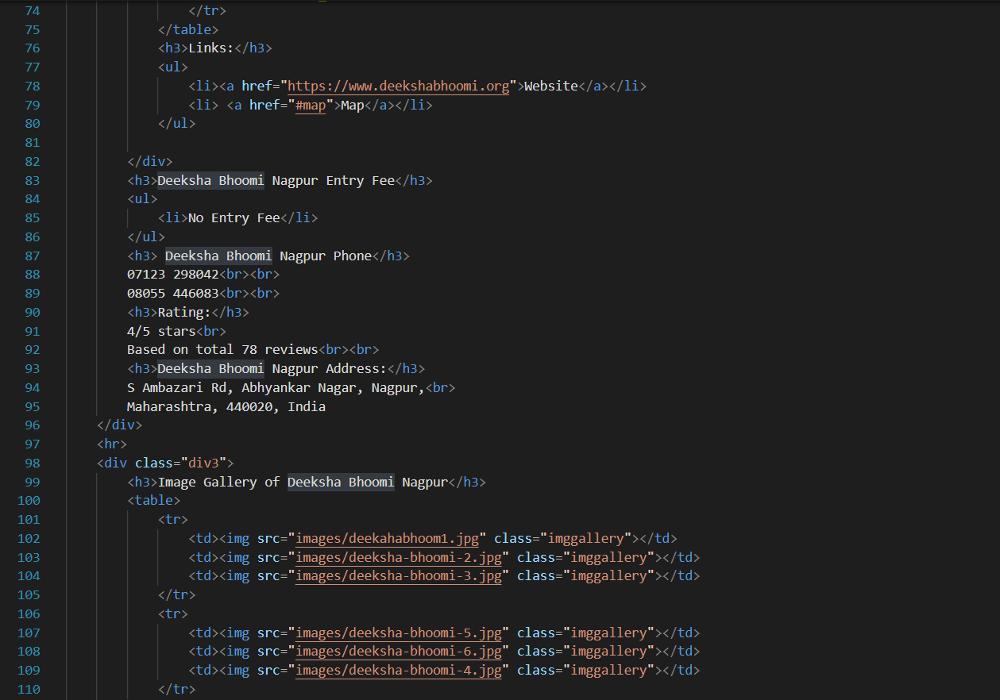 74 </tr>
75 </table>
76 <h3>Links:</h3>
77 <ul>
78 <li><a href="https://www.deekshabhoomi.org">Website</a></li>
79 <li> <a href="#map">Map</a></li>
80 </ul>
81
82 </div>
83 <h3>Deeksha Bhoomi Nagpur Entry Fee</h3>
84 <ul>
85 <li>No Entry Fee</li>
86 </ul>
87 <h3> Deeksha Bhoomi Nagpur Phone</h3>
88 07123 298042<br><br>
89 08055 446083<br><br>
90 <h3>Rating:</h3>
91 4/5 stars<br>
92 Based on total 78 reviews<br><br>
93 <h3>Deeksha Bhoomi Nagpur Address:</h3>
94 S Ambazari Rd, Abhyankar Nagar, Nagpur,<br>
95 Maharashtra, 440020, India
96 </div>
97 <hr>
98 <div class="div3">
99 <h3>Image Gallery of Deeksha Bhoomi Nagpur</h3>
100 <table>
101 <tr>
102 <td><img src="images/deekahabhoom1.jpg" class="imggallery"></td>
103 <td><img src="images/deeksha-bhoomi-2.jpg" class="imggallery"></td>
104 <td><img src="images/deeksha-bhoomi-3.jpg" class="imggallery"></td>
105 </tr>
106 <tr>
107 <td><img src="images/deeksha-bhoomi-5.jpg" class="imggallery"></td>
108 <td><img src="images/deeksha-bhoomi-6.jpg" class="imggallery"></td>
109 <td><img src="images/deeksha-bhoomi-4.jpg" class="imggallery"></td>
110 </tr>